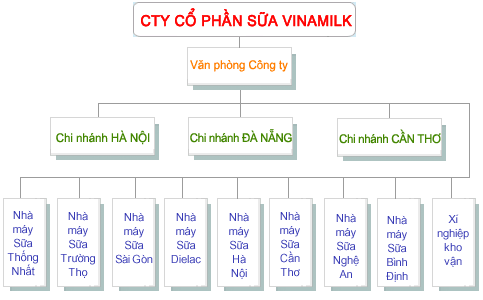 CTY CỔ PHẦN SỮA VINAMILK
Văn phòng Công ty
Chi nhánh HÀ NỘI
Chi nhánh ĐÀ NẴNG
Chi nhánh CẦN THƠ
Nhà
máy
Sữa
Thống
Nhất
Nhà
máy
Sữa
Trường
Thọ
Nhà
máy
Sữa
Sài Gòn
Nhà
máy
Sữa
Dielac
Nhà
máy
Sữa
Hà
Nội
Nhà
máy
Sữa
Cần
Thơ
Nhà
máy
Sữa
Nghệ
An
Nhà
máy
Sữa
Bình
Định
Xí
nghiệp
kho
vận